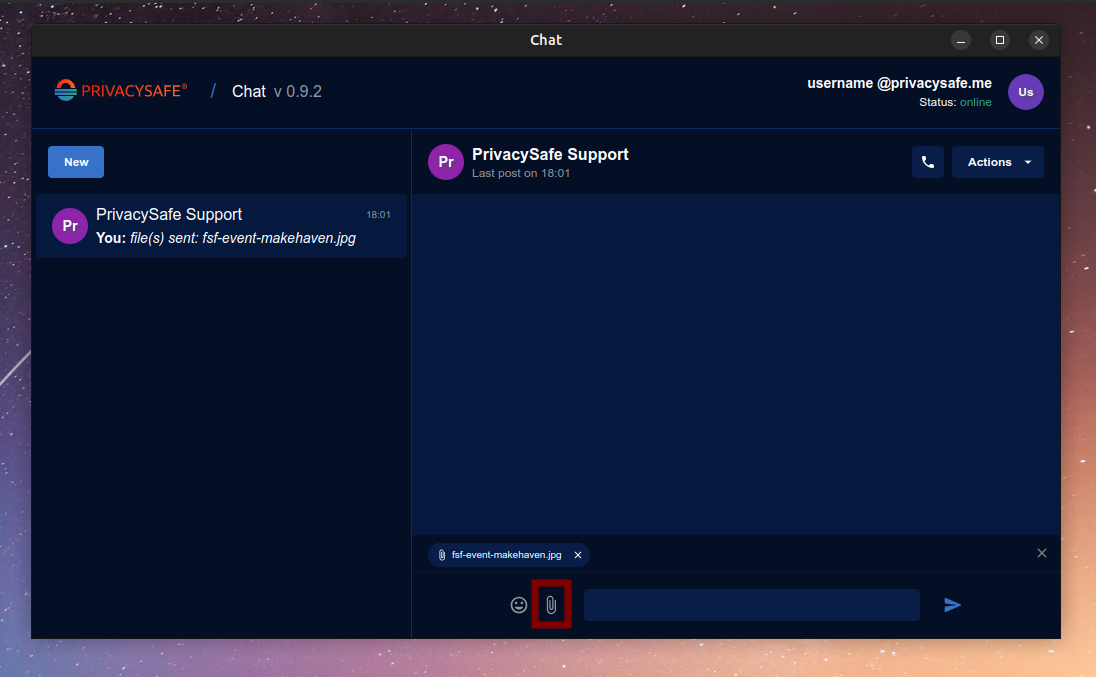 Chat
PRIVACYSAFE® / Chat v 0.9.2
username @privacysafe.me
Status: online
Us
New
Pr
PrivacySafe Support
18:01
You: file(s) sent: fsf-event-makehaven.jpg
Pr
PrivacySafe Support
Last post on 18:01
Actions
fsf-event-makehaven.jpg